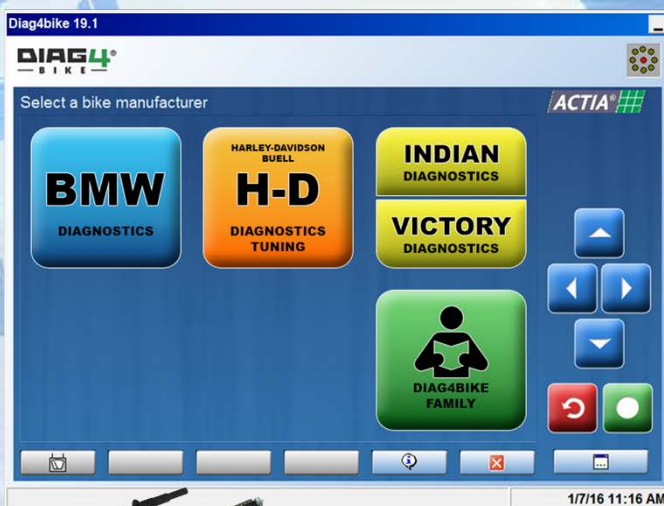 Diag4bike 19.1
DIAG4®
BIKE
Select a bike manufacturer
ACTIA®
BMW
DIAGNOSTICS
HARLEY-DAVIDSON
BUELL
H-D
DIAGNOSTICS
TUNING
INDIAN
DIAGNOSTICS
VICTORY
DIAGNOSTICS
DIAG4BIKE
FAMILY
1/7/16 11:16 AM